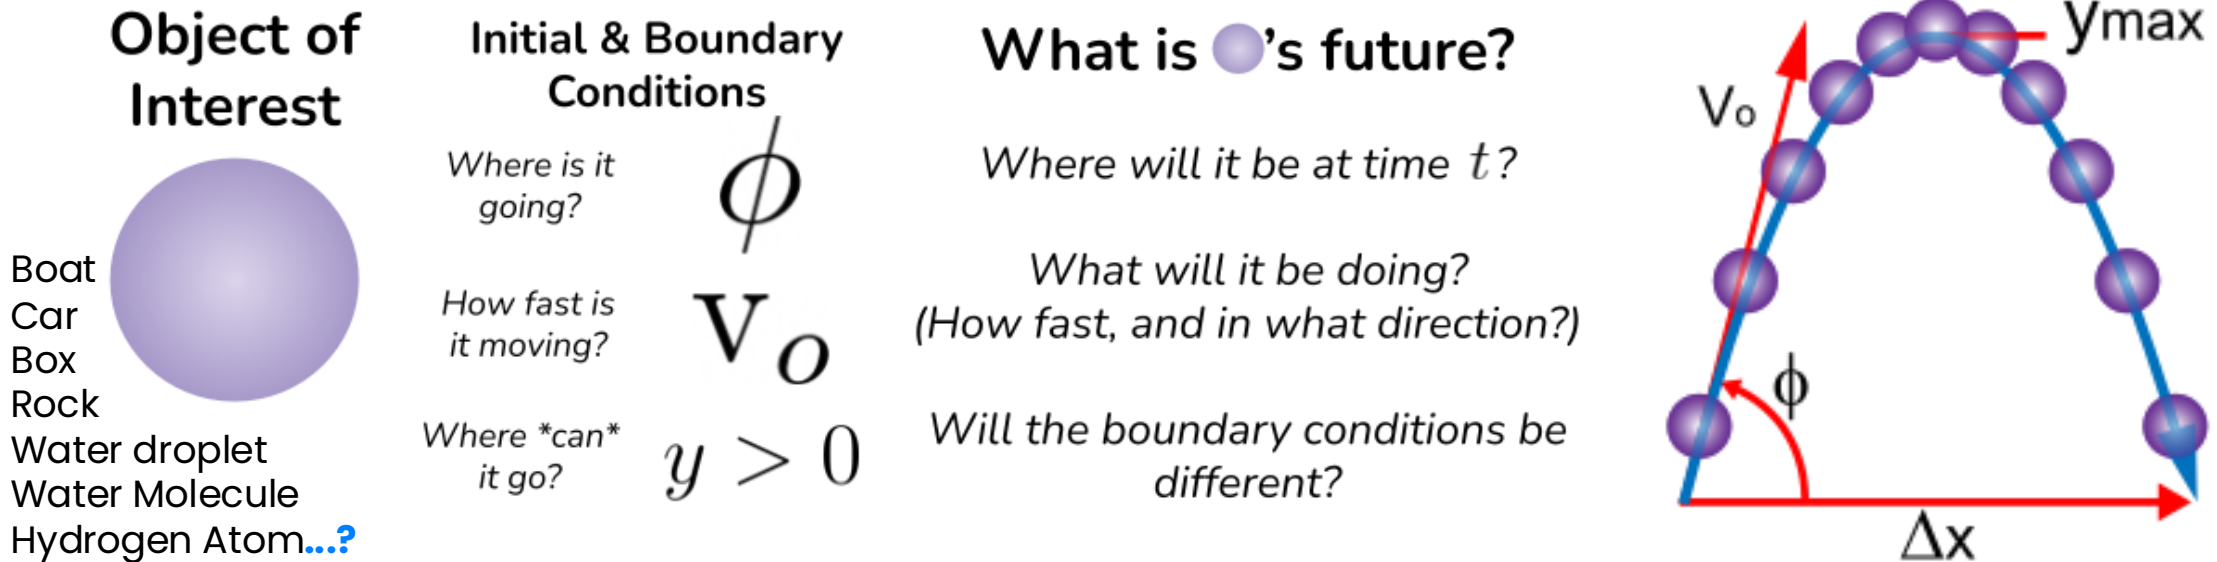 Object of
Interest
Boat
Car
Box
Rock
Water droplet
Water Molecule
Hydrogen Atom...?
Initial & Boundary
Conditions
Where is it
going?
ϕ
How fast is
it moving?
v₀
Where *can*
it go?
y > 0
What is 's future?
Where will it be at time t?
What will it be doing?
(How fast, and in what direction?)
Will the boundary conditions be
different?
ymax
Vo
ϕ
Δx